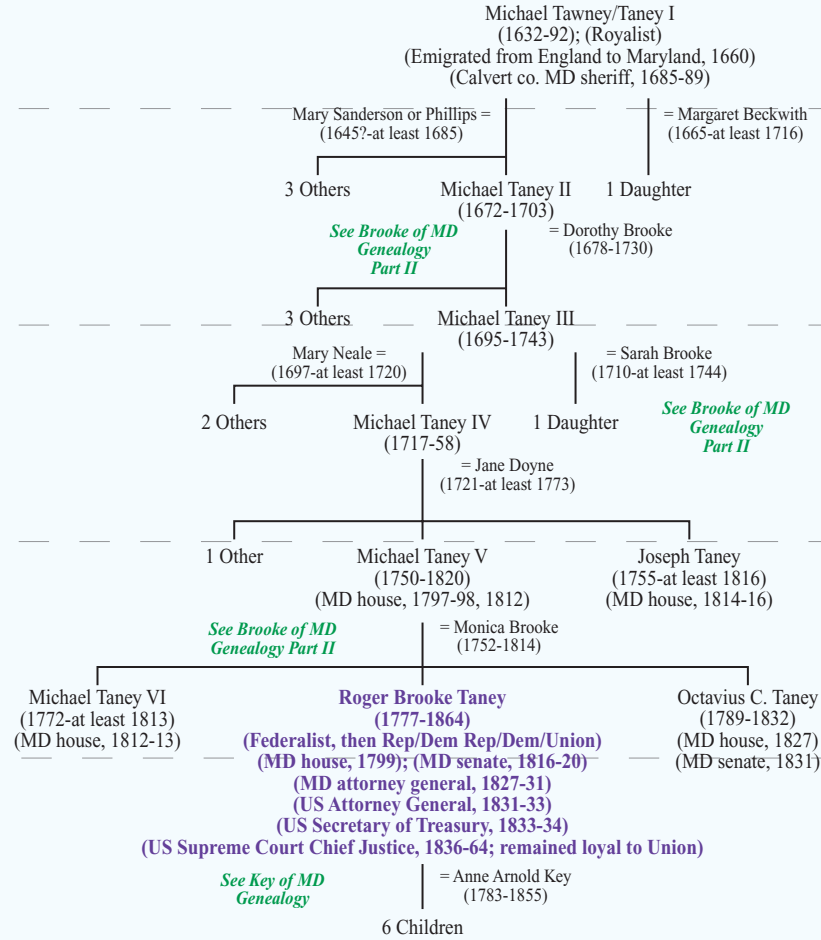 Michael Tawney/Taney I
(1632-92); (Royalist)
(Emigrated from England to Maryland, 1660)
(Calvert co. MD sheriff, 1685-89)
Mary Sanderson or Phillips =
(1645?-at least 1685)
= Margaret Beckwith
(1665-at least 1716)
3 Others
Michael Taney II
(1672-1703)
1 Daughter
See Brooke of MD
Genealogy
Part II
= Dorothy Brooke
(1678-1730)
3 Others
Michael Taney III
(1695-1743)
Mary Neale =
(1697-at least 1720)
= Sarah Brooke
(1710-at least 1744)
2 Others
Michael Taney IV
(1717-58)
1 Daughter
See Brooke of MD
Genealogy
Part II
= Jane Doyne
(1721-at least 1773)
1 Other
Michael Taney V
(1750-1820)
(MD house, 1797-98, 1812)
Joseph Taney
(1755-at least 1816)
(MD house, 1814-16)
See Brooke of MD
Genealogy Part II
= Monica Brooke
(1752-1814)
Michael Taney VI
(1772-at least 1813)
(MD house, 1812-13)
Roger Brooke Taney
(1777-1864)
(Federalist, then Rep/Dem Rep/Dem/Union)
(MD house, 1799); (MD senate, 1816-20)
(MD attorney general, 1827-31)
(US Attorney General, 1831-33)
(US Secretary of Treasury, 1833-34)
(US Supreme Court Chief Justice, 1836-64; remained loyal to Union)
Octavius C. Taney
(1789-1832)
(MD house, 1827)
(MD senate, 1831)
See Key of MD
Genealogy
= Anne Arnold Key
(1783-1855)
6 Children